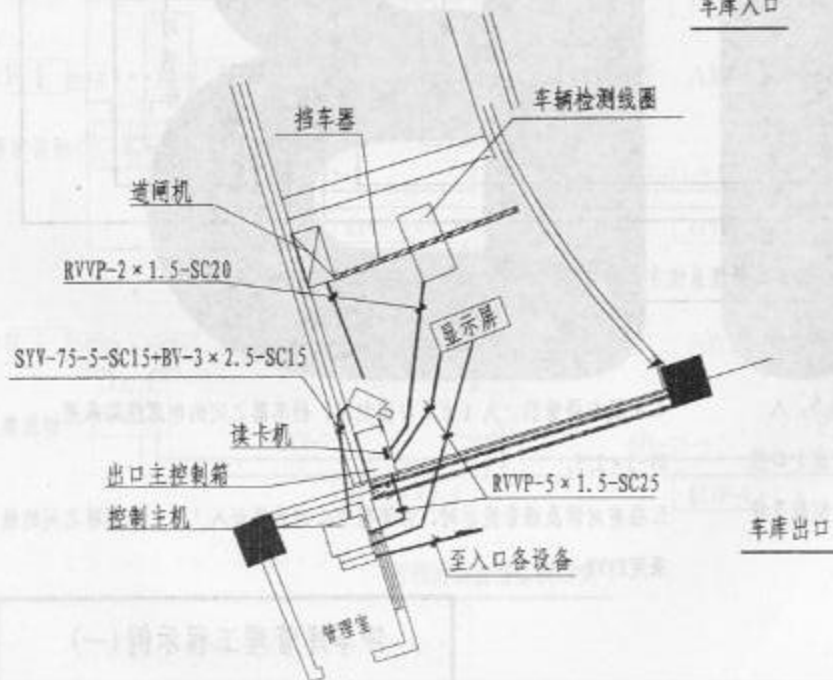 车库入口
车辆检测线圈
挡车器
道闸机
RVVP-2×1.5-SC20
显示屏
SYV-75-5-SC15+BV-3×2.5-SC15
读卡机
出口主控制箱
RVVP-5×1.5-SC25
控制主机
车库出口
至入口各设备
管理室